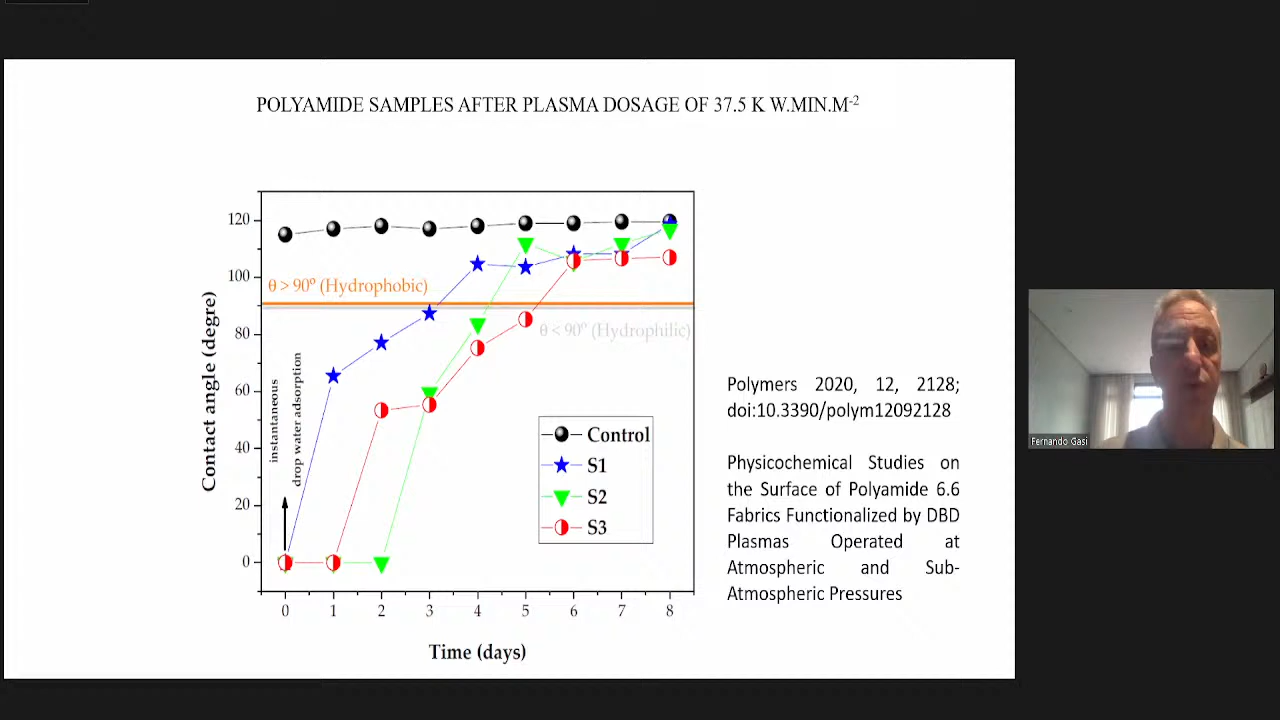 POLYAMIDE SAMPLES AFTER PLASMA DOSAGE OF 37.5 K W.MIN.M-2
120
100
80
60
40
20
0
Contact angle (degre)
θ > 90º (Hydrophobic)
θ < 90º (Hydrophilic)
instantaneous
drop water adsorption
Control
S1
S2
S3
0 1 2 3 4 5 6 7 8
Time (days)
Polymers 2020, 12, 2128;
doi:10.3390/polym12092128
Physicochemical Studies on
the Surface of Polyamide 6.6
Fabrics Functionalized by DBD
Plasmas Operated at
Atmospheric and Sub-
Atmospheric Pressures
Fernando Gasi